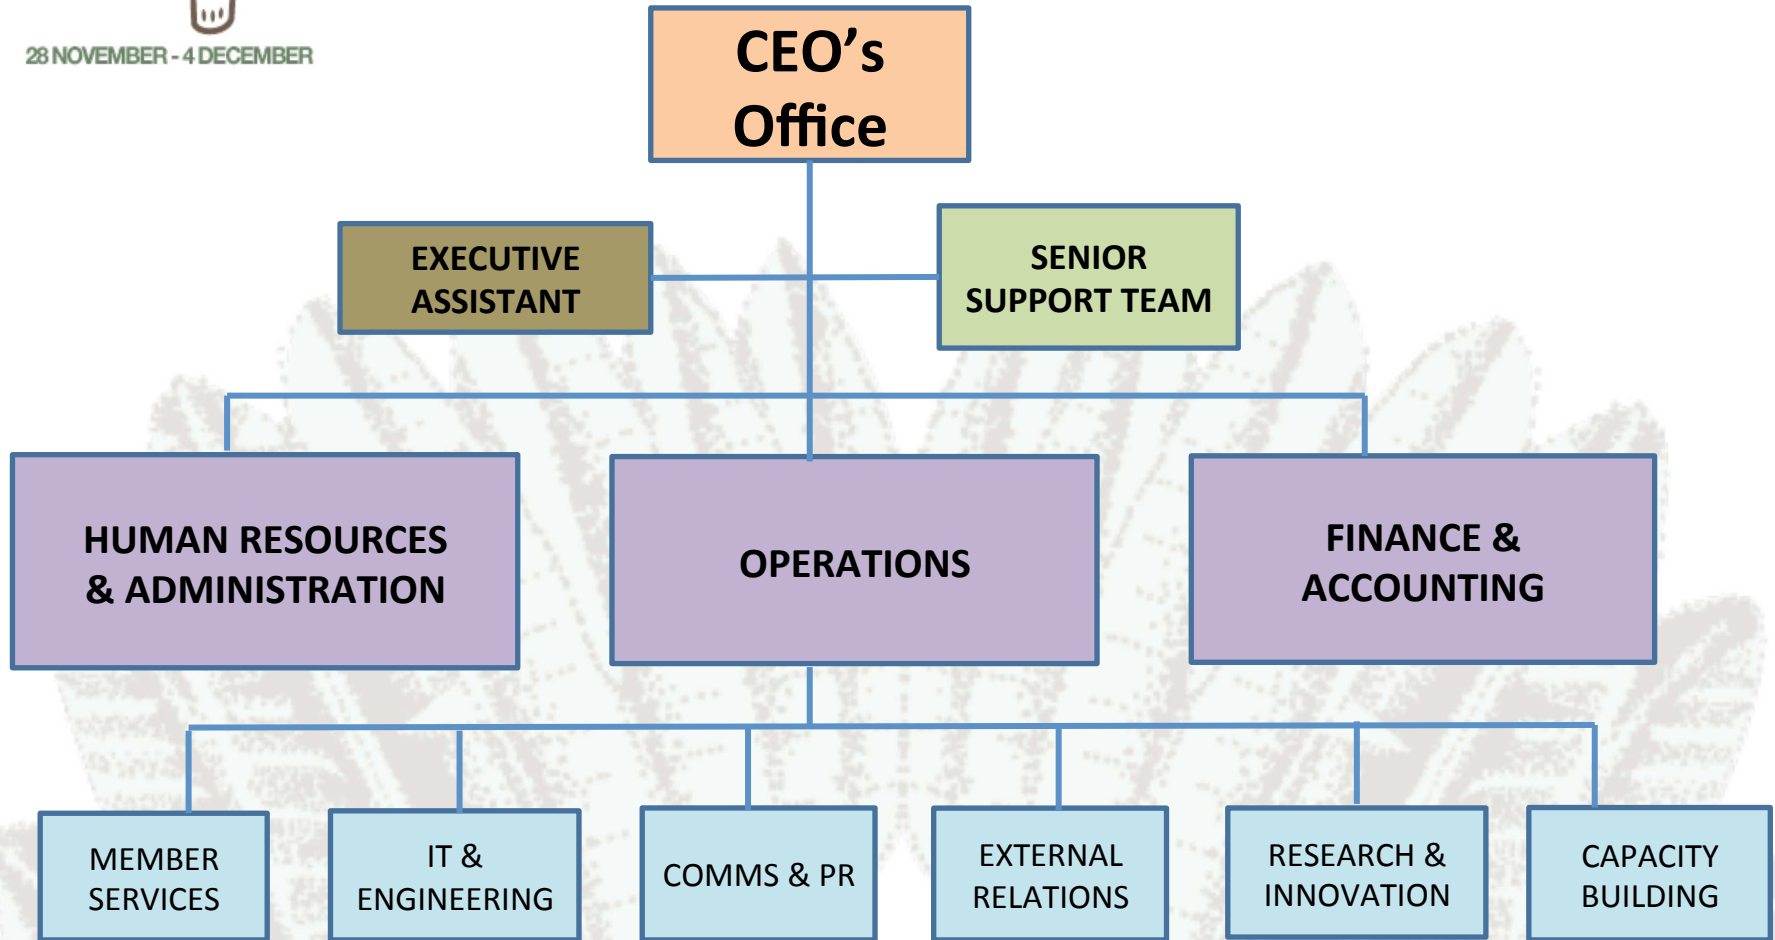 28 NOVEMBER - 4 DECEMBER
CEO's
Office
EXECUTIVE
ASSISTANT
SENIOR
SUPPORT TEAM
HUMAN RESOURCES
& ADMINISTRATION
OPERATIONS
FINANCE &
ACCOUNTING
MEMBER
SERVICES
IT &
ENGINEERING
COMMS & PR
EXTERNAL
RELATIONS
RESEARCH &
INNOVATION
CAPACITY
BUILDING